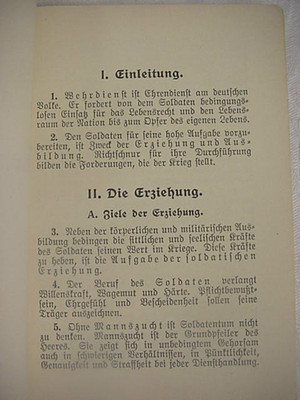 I. Einleitung.
1. Wehrdienst ist Ehrendienst am deutschen
Volke. Er fordert von dem Soldaten bedingungs-
losen Einsatz für das Lebensrecht und den Lebens-
raum der Nation bis zum Opfer des eigenen Lebens.
2. Den Soldaten für seine hohe Aufgabe vorzu-
bereiten, ist Zweck der Erziehung und Aus-
bildung. Richtschnur für ihre Durchführung
bilden die Forderungen, die der Krieg stellt.
II. Die Erziehung.
A. Ziele der Erziehung.
3. Neben der körperlichen und militärischen Aus-
bildung bedingen die sittlichen und seelischen Kräfte
des Soldaten seinen Wert im Kriege. Diese Kräfte
zu heben, ist die Aufgabe der soldatischen
Erziehung.
4. Der Beruf des Soldaten verlangt
Willenskraft, Wagemut und Härte. Pflichtbewußt-
sein, Ehrgefühl und Bescheidenheit sollen seine
Träger auszeichnen.
5. Ohne Mannszucht ist Soldatentum nicht
zu denken. Mannszucht ist der Grundpfeiler des
Heeres. Sie zeigt sich in unbedingtem Gehorsam
auch in schwierigen Verhältnissen, in Pünktlichkeit,
Genauigkeit und Straffheit bei jeder Diensthandlung.